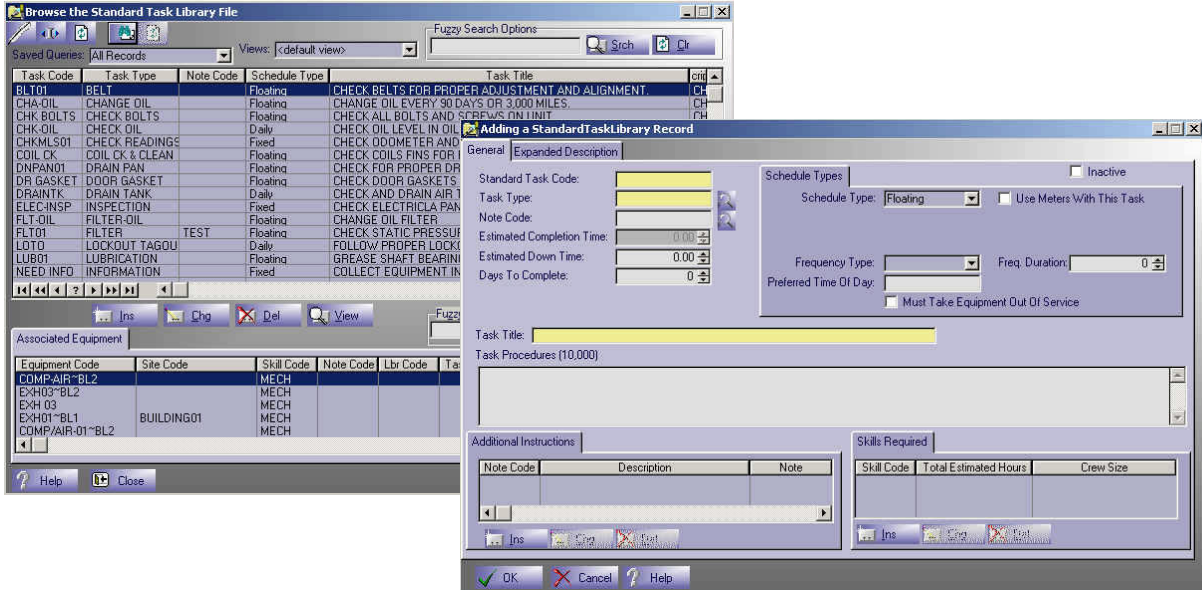 Browse the Standard Task Library File
Fuzzy Search Options
Saved Queries: All Records Views: <default view> Srch Clr
Task Code Task Type Note Code Schedule Type Task Title
BLT01 BELT Floating CHECK BELTS FOR PROPER ADJUSTMENT AND ALIGNMENT. CH
CHA-OIL CHANGE OIL Floating CHANGE OIL EVERY 90 DAYS OR 3,000 MILES. CH
CHK BOLTS CHECK BOLTS Floating CHECK ALL BOLTS AND SCREWS ON UNIT CH
CHK-OIL CHECK OIL Daily CHECK OIL LEVEL IN OIL
CHKMLS01 CHECK READINGS Fixed CHECK ODOMETER AND
COIL CK COIL CK & CLEAN Floating CHECK COILS FINS FOR
DNPAN01 DRAIN PAN Floating CHECK FOR PROPER DR
DR GASKET DOOR GASKET Floating CHECK DOOR GASKETS
DRAINTK DRAIN TANK Daily CHECK AND DRAIN AIR T
ELEC-INSP INSPECTION Fixed CHECK ELECTRICLA PAN
FLT-OIL FILTER-OIL Floating CHANGE OIL FILTER
FLT01 FILTER TEST Floating CHECK STATIC PRESSUR
LOTO LOCKOUT TAGOU Daily FOLLOW PROPER LOCKO
LUB01 LUBRICATION Floating GREASE SHAFT BEARIN
NEED INFO INFORMATION Fixed COLLECT EQUIPMENT IN
Ins Chg Del View Fuzzy
Associated Equipment
Equipment Code Site Code Skill Code Note Code Lbr Code Ta
COMP-AIR~BL2 MECH
EXH03~BL2 MECH
EXH 03 MECH
EXH01~BL1 BUILDING01 MECH
COMP/AIR-01~BL2 MECH
Help Close
Adding a StandardTaskLibrary Record
General Expanded Description
Standard Task Code:
Task Type:
Note Code:
Estimated Completion Time: 0.00
Estimated Down Time: 0.00
Days To Complete: 0
Schedule Types Inactive
Schedule Type: Floating Use Meters With This Task
Frequency Type: Freq. Duration: 0
Preferred Time Of Day:
Must Take Equipment Out Of Service
Task Title:
Task Procedures (10,000)
Additional Instructions
Note Code Description Note
Ins Chg Del
Skills Required
Skill Code Total Estimated Hours Crew Size
Ins Chg Del
OK Cancel Help